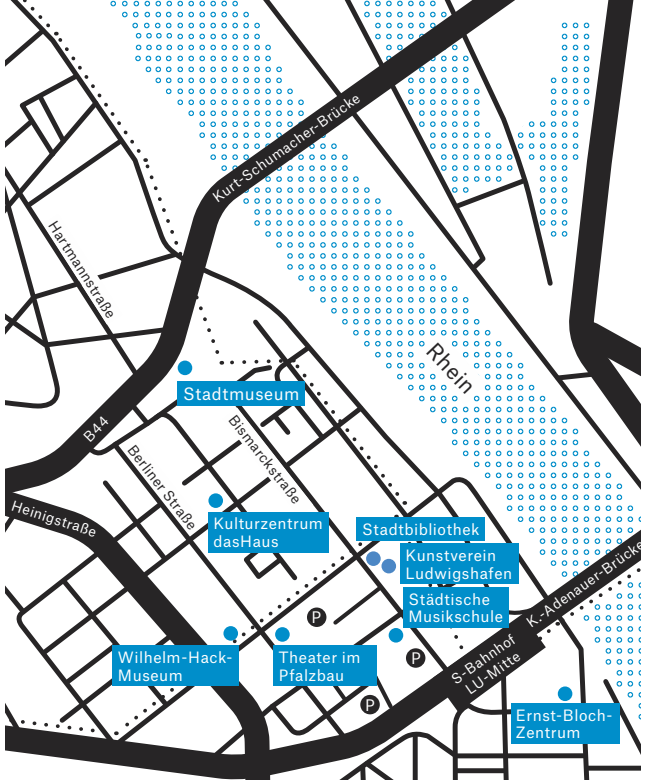 Kurt-Schumacher-Brücke
Hartmannstraße
Rhein
Stadtmuseum
B44
Bismarckstraße
Berliner Straße
Heinigstraße
Kulturzentrum
dasHaus
Stadtbibliothek
Kunstverein
Ludwigshafen
K.-Adenauer-Brücke
Städtische
Musikschule
P
S-Bahnhof
LU-Mitte
Wilhelm-Hack-
Museum
Theater im
Pfalzbau
P
P
Ernst-Bloch-
Zentrum